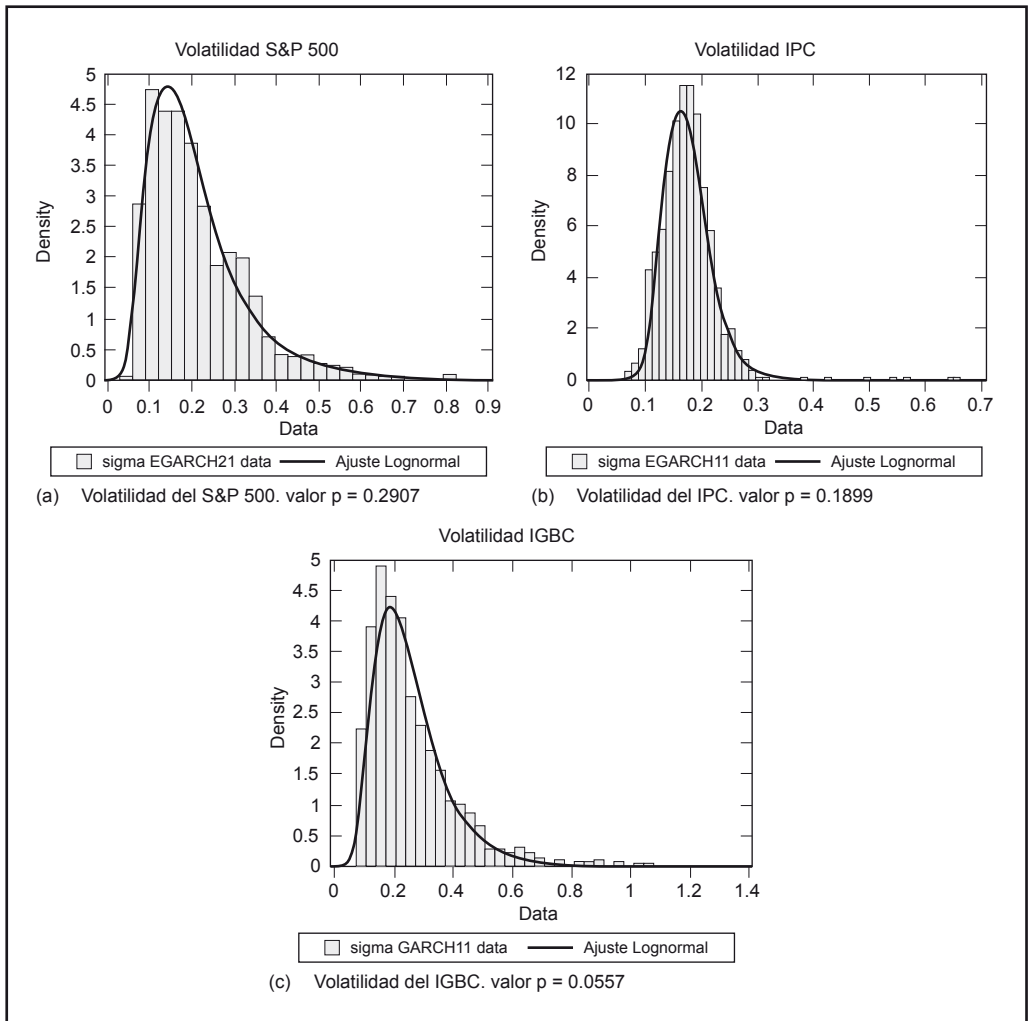 Volatilidad S&P 500
5
4.5
4
3.5
3
2.5
2
1.5
1
0.5
0
Density
0 0.1 0.2 0.3 0.4 0.5 0.6 0.7 0.8 0.9
Data
sigma EGARCH21 data Ajuste Lognormal
(a) Volatilidad del S&P 500. valor p = 0.2907
Volatilidad IPC
12
10
8
6
4
2
0
Density
0 0.1 0.2 0.3 0.4 0.5 0.6 0.7
Data
sigma EGARCH11 data Ajuste Lognormal
(b) Volatilidad del IPC. valor p = 0.1899
Volatilidad IGBC
5
4.5
4
3.5
3
2.5
2
1.5
1
0.5
0
Density
0 0.2 0.4 0.6 0.8 1 1.2 1.4
Data
sigma GARCH11 data Ajuste Lognormal
(c) Volatilidad del IGBC. valor p = 0.0557